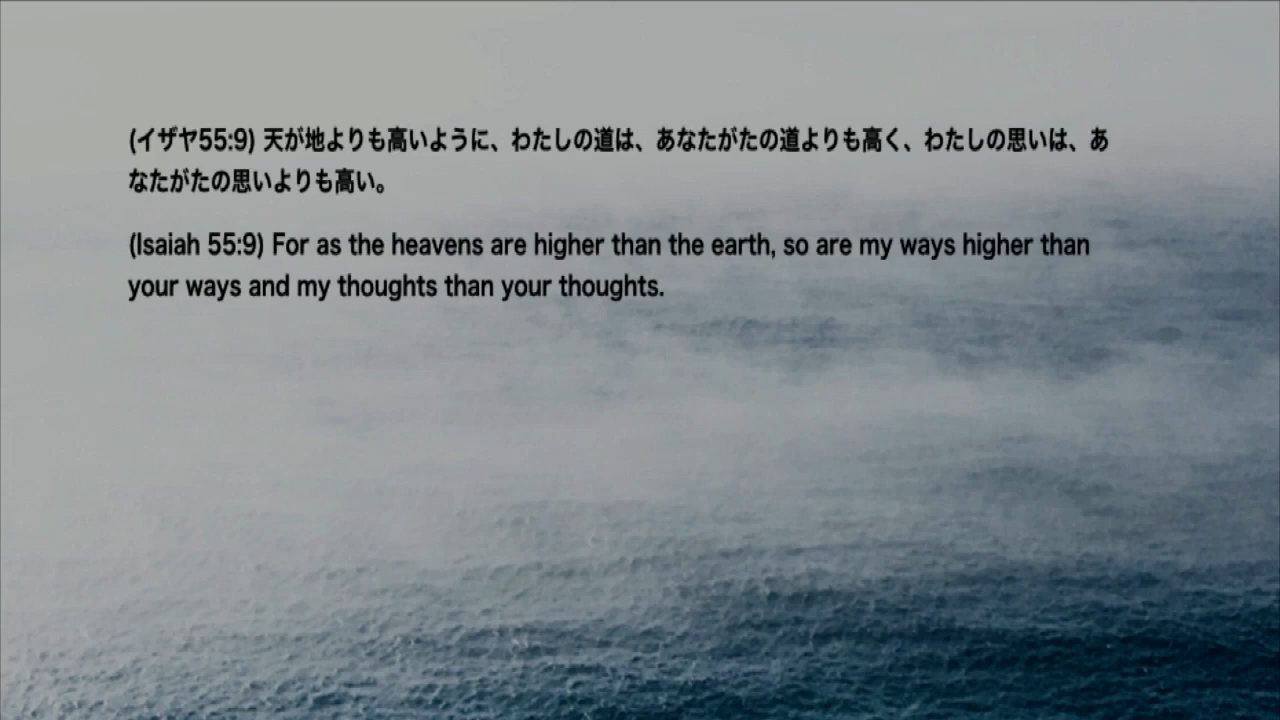 (イザヤ55:9) 天が地よりも高いように、わたしの道は、あなたがたの道よりも高く、わたしの思いは、あ
なたがたの思いよりも高い。
(Isaiah 55:9) For as the heavens are higher than the earth, so are my ways higher than
your ways and my thoughts than your thoughts.